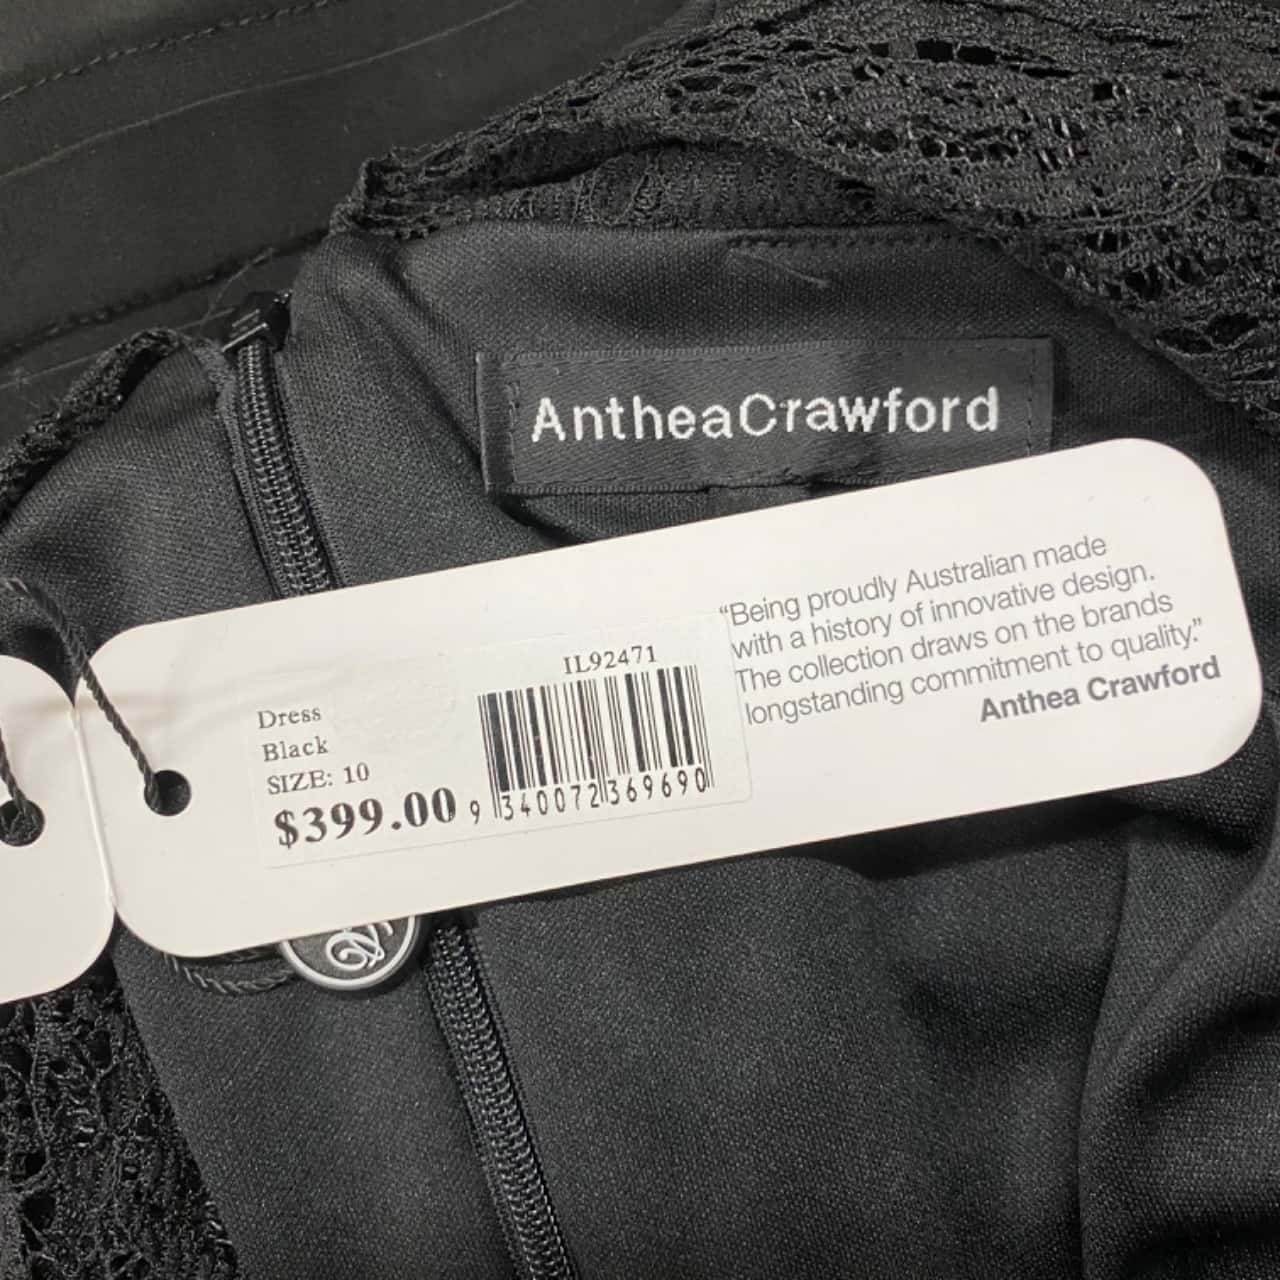 AntheaCrawford
“Being proudly Australian made
with a history of innovative design.
The collection draws on the brands
longstanding commitment to quality.”
Anthea Crawford
IL92471
Dress
Black
SIZE: 10
$399.00
9 340072 369690